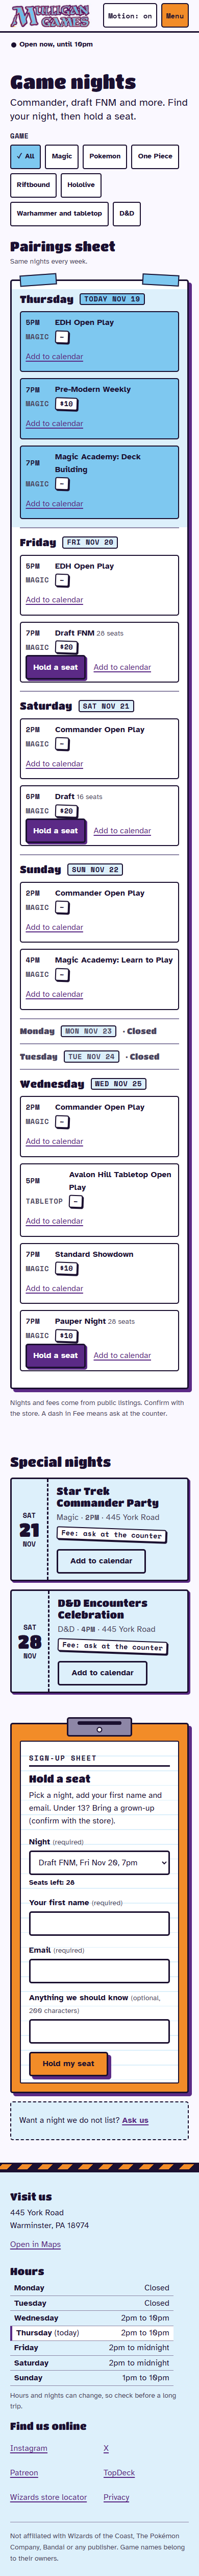 MULLIGAN GAMES
Motion: on
Menu
Open now, until 10pm
Game nights
Commander, draft FNM and more. Find
your night, then hold a seat.
GAME
✓ All
Magic
Pokemon
One Piece
Riftbound
Hololive
Warhammer and tabletop
D&D
Pairings sheet
Same nights every week.
Thursday TODAY NOV 19
5PM EDH Open Play
MAGIC –
Add to calendar
7PM Pre-Modern Weekly
MAGIC $10
Add to calendar
7PM Magic Academy: Deck
Building
MAGIC –
Add to calendar
Friday FRI NOV 20
5PM EDH Open Play
MAGIC –
Add to calendar
7PM Draft FNM 28 seats
MAGIC $20
Hold a seat Add to calendar
Saturday SAT NOV 21
2PM Commander Open Play
MAGIC –
Add to calendar
6PM Draft 16 seats
MAGIC $20
Hold a seat Add to calendar
Sunday SUN NOV 22
2PM Commander Open Play
MAGIC –
Add to calendar
4PM Magic Academy: Learn to Play
MAGIC –
Add to calendar
Monday MON NOV 23 · Closed
Tuesday TUE NOV 24 · Closed
Wednesday WED NOV 25
2PM Commander Open Play
MAGIC –
Add to calendar
5PM Avalon Hill Tabletop Open
Play
TABLETOP –
Add to calendar
7PM Standard Showdown
MAGIC $10
Add to calendar
7PM Pauper Night 28 seats
MAGIC $10
Hold a seat Add to calendar
Nights and fees come from public listings. Confirm with
the store. A dash in Fee means ask at the counter.
Special nights
SAT
21
NOV
Star Trek
Commander Party
Magic · 2PM · 445 York Road
Fee: ask at the counter
Add to calendar
SAT
28
NOV
D&D Encounters
Celebration
D&D · 4PM · 445 York Road
Fee: ask at the counter
Add to calendar
SIGN-UP SHEET
Hold a seat
Pick a night, add your first name and
email. Under 13? Bring a grown-up
(confirm with the store).
Night (required)
Draft FNM, Fri Nov 20, 7pm
Seats left: 28
Your first name (required)
Email (required)
Anything we should know (optional,
200 characters)
Hold my seat
Want a night we do not list? Ask us
Visit us
445 York Road
Warminster, PA 18974
Open in Maps
Hours
Monday Closed
Tuesday Closed
Wednesday 2pm to 10pm
Thursday (today) 2pm to 10pm
Friday 2pm to midnight
Saturday 2pm to midnight
Sunday 1pm to 10pm
Hours and nights can change, so check before a long
trip.
Find us online
Instagram X
Patreon TopDeck
Wizards store locator Privacy
Not affiliated with Wizards of the Coast, The Pokémon
Company, Bandai or any publisher. Game names belong
to their owners.